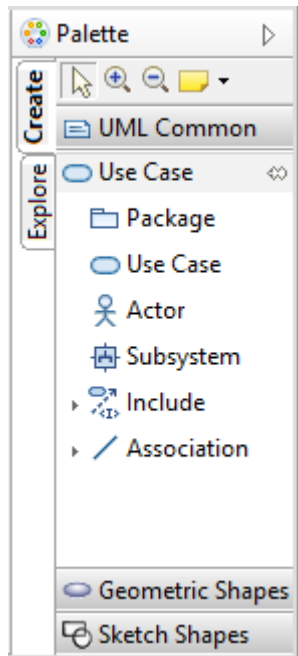 Palette
Create
Explore
UML Common
Use Case
Package
Use Case
Actor
Subsystem
<I>
Include
Association
Geometric Shapes
Sketch Shapes